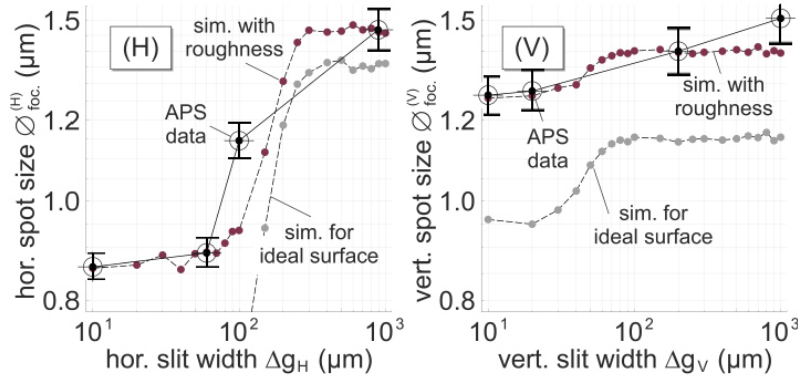 hor. spot size Ø foc. (H) (µm)
1.5
1.2
1.0
0.8
(H)
sim. with
roughness
APS
data
sim. for
ideal surface
10¹ 10² 10³
hor. slit width Δg_H (µm)
vert. spot size Ø foc. (V) (µm)
1.5
1.2
1.0
0.8
(V)
sim. with
roughness
APS
data
sim. for
ideal surface
10¹ 10² 10³
vert. slit width Δg_V (µm)